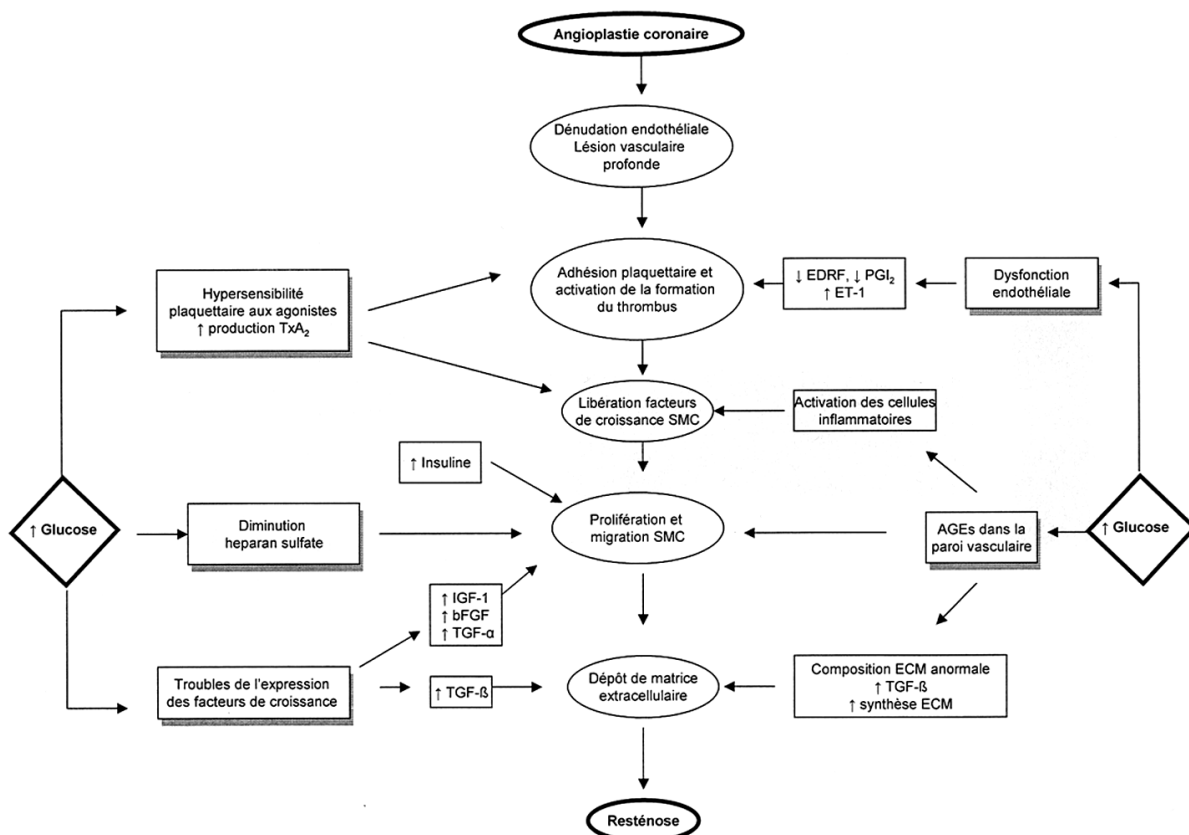 Angioplastie coronaire
Dénudation endothéliale
Lésion vasculaire
profonde
Hypersensibilité
plaquettaire aux agonistes
↑ production TxA₂
Adhésion plaquettaire et
activation de la formation
du thrombus
↓ EDRF, ↓ PGI₂
↑ ET-1
Dysfonction
endothéliale
Libération facteurs
de croissance SMC
Activation des cellules
inflammatoires
↑ Insuline
↑ Glucose
Diminution
heparan sulfate
Prolifération et
migration SMC
AGEs dans la
paroi vasculaire
↑ Glucose
↑ IGF-1
↑ bFGF
↑ TGF-α
Troubles de l'expression
des facteurs de croissance
↑ TGF-ß
Dépôt de matrice
extracellulaire
Composition ECM anormale
↑ TGF-ß
↑ synthèse ECM
Resténose